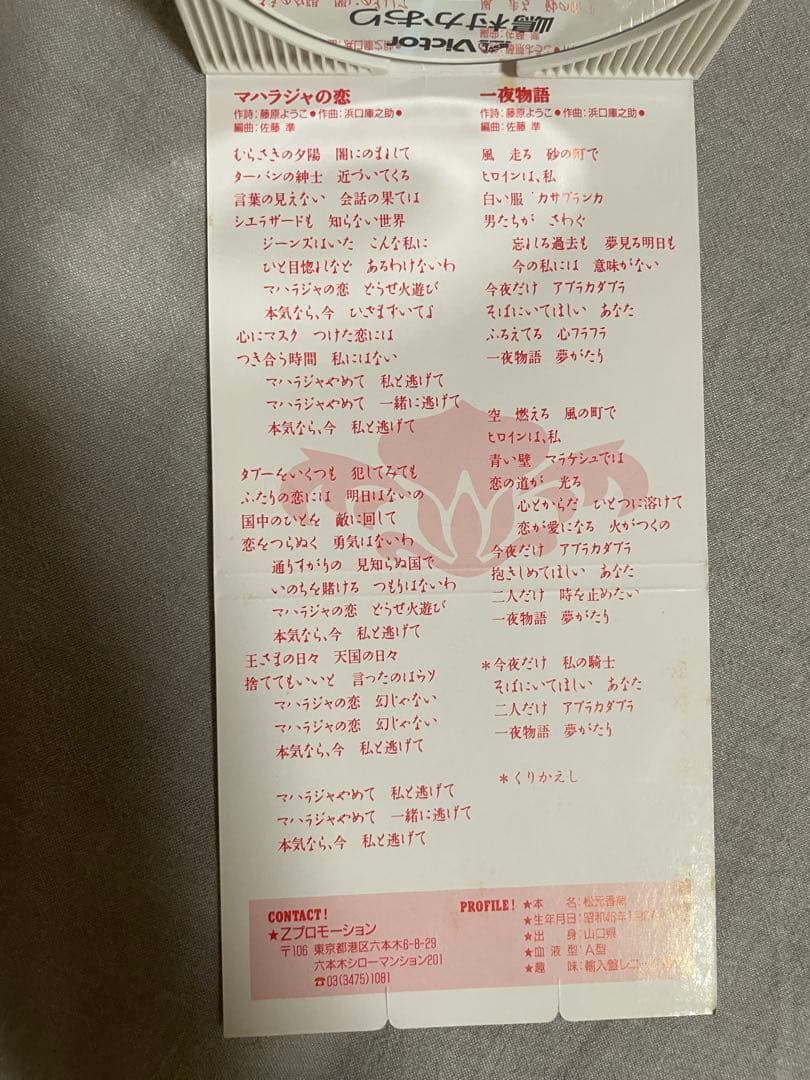 Victor
嶋村かおり
マハラジャの恋
作詩:藤原ようこ●作曲:浜口庫之助●
編曲:佐藤 準
むらさきの夕陽 闇にのまれて
ターバンの紳士 近づいてくる
言葉の見えない 会話の果ては
シエラザードも 知らない世界
ジーンズはいた こんな私に
ひと目惚れなど あるわけないわ
マハラジャの恋 どうぜ火遊び
本気なら、今 ひざまずいてよ
心にマスク つけた恋には
つき合う時間 私にはない
マハラジャやめて 私と逃げて
マハラジャやめて 一緒に逃げて
本気なら、今 私と逃げて
タブーをいくつも 犯してみても
ふたりの恋には 明日はないの
国中のひとを 敵に回して
恋をつらぬく 勇気はないわ
通りすがりの 見知らぬ国で
いのちを賭ける つもりはないわ
マハラジャの恋 どうぜ火遊び
本気なら、今 私と逃げて
王さまの日々 天国の日々
捨ててもいいと 言ったのはウソ
マハラジャの恋 幻じゃない
マハラジャの恋 幻じゃない
本気なら、今 私と逃げて
マハラジャやめて 私と逃げて
マハラジャやめて 一緒に逃げて
本気なら、今 私と逃げて
一夜物語
作詩:藤原ようこ●作曲:浜口庫之助●
編曲:佐藤 準
風 走る 砂の町で
ヒロインは、私
白い服 カサブランカ
男たちが さわぐ
忘れる過去も 夢見る明日も
今の私には 意味がない
今夜だけ アブラカダブラ
そばにいてほしい あなた
ふるえてる 心フラフラ
一夜物語 夢がたり
空 燃える 風の町で
ヒロインは、私
青い壁 マラケシュでは
恋の道が 光る
心とからだ ひとつに溶けて
恋が愛になる 火がつくの
今夜だけ アブラカダブラ
抱きしめてほしい あなた
二人だけ 時を止めたい
一夜物語 夢がたり
*今夜だけ 私の騎士
そばにいてほしい あなた
二人だけ アブラカダブラ
一夜物語 夢がたり
*くりかえし
CONTACT!
★Zプロモーション
〒106 東京都港区六本木6-8-29
六本木シローマンション201
☎03(3475)1081
PROFILE!
★本 名:松元香
★生年月日:昭和46年
★出 身:山口県
★血液型:A型
★趣 味:輸入盤レコ